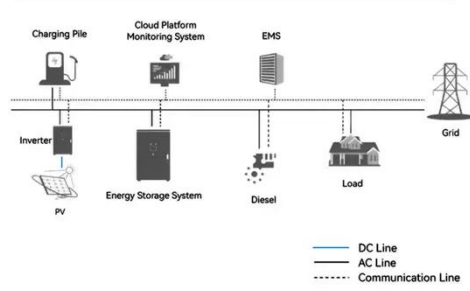 Cloud Platform
Monitoring System
Charging Pile
EMS
Inverter
Grid
PV
Energy Storage System
Diesel
Load
DC Line
AC Line
Communication Line